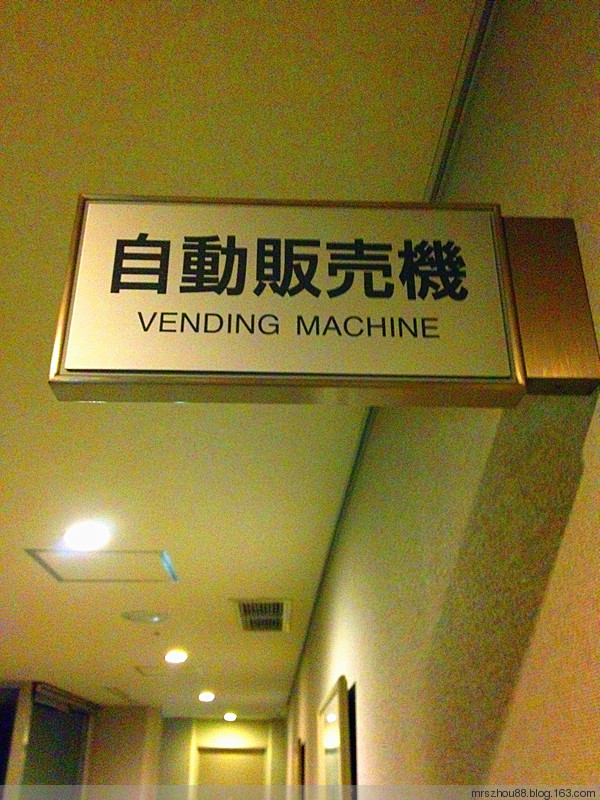 自動販売機
VENDING MACHINE
mrszhou88.blog.163.com